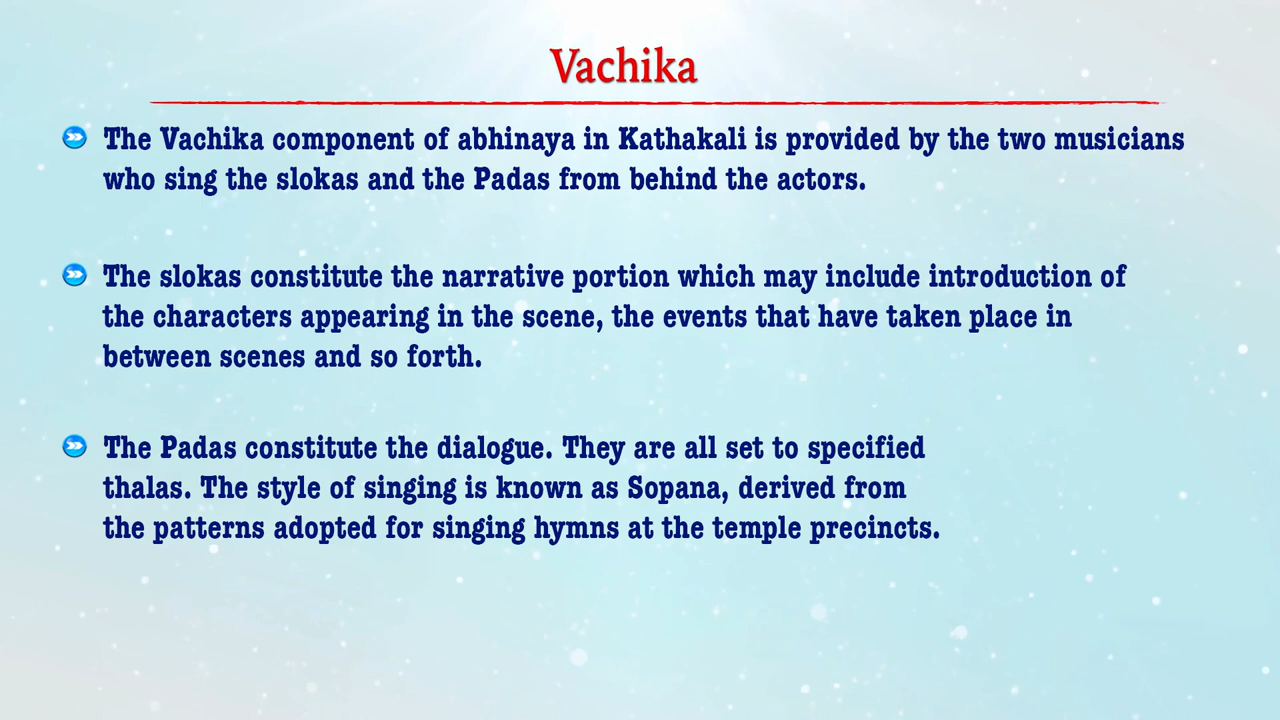 Vachika
The Vachika component of abhinaya in Kathakali is provided by the two musicians
who sing the slokas and the Padas from behind the actors.
The slokas constitute the narrative portion which may include introduction of
the characters appearing in the scene, the events that have taken place in
between scenes and so forth.
The Padas constitute the dialogue. They are all set to specified
thalas. The style of singing is known as Sopana, derived from
the patterns adopted for singing hymns at the temple precincts.